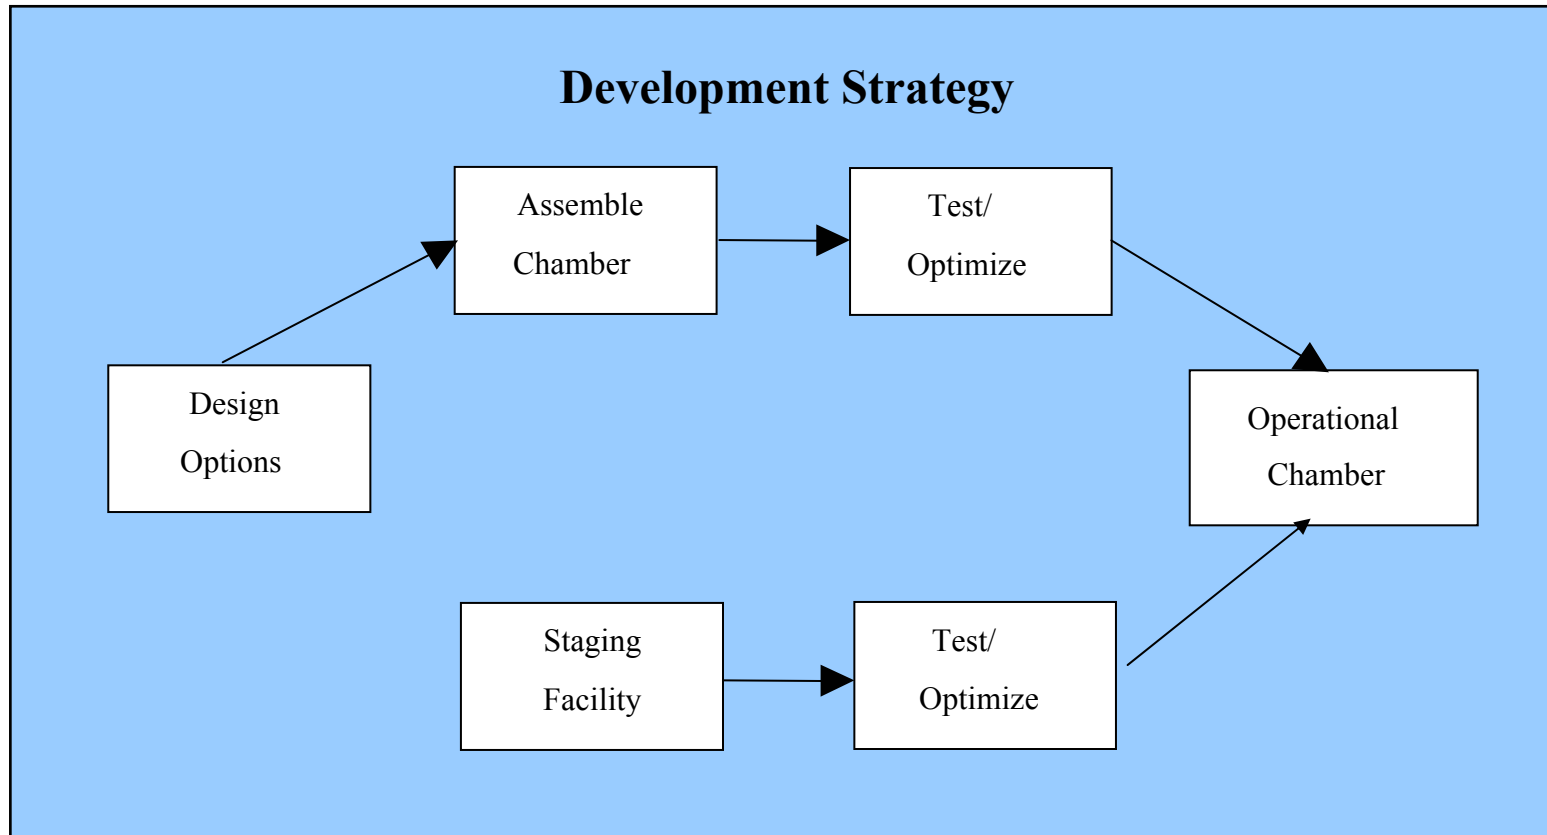 Development Strategy
Assemble
Chamber
Test/
Optimize
Design
Options
Operational
Chamber
Staging
Facility
Test/
Optimize